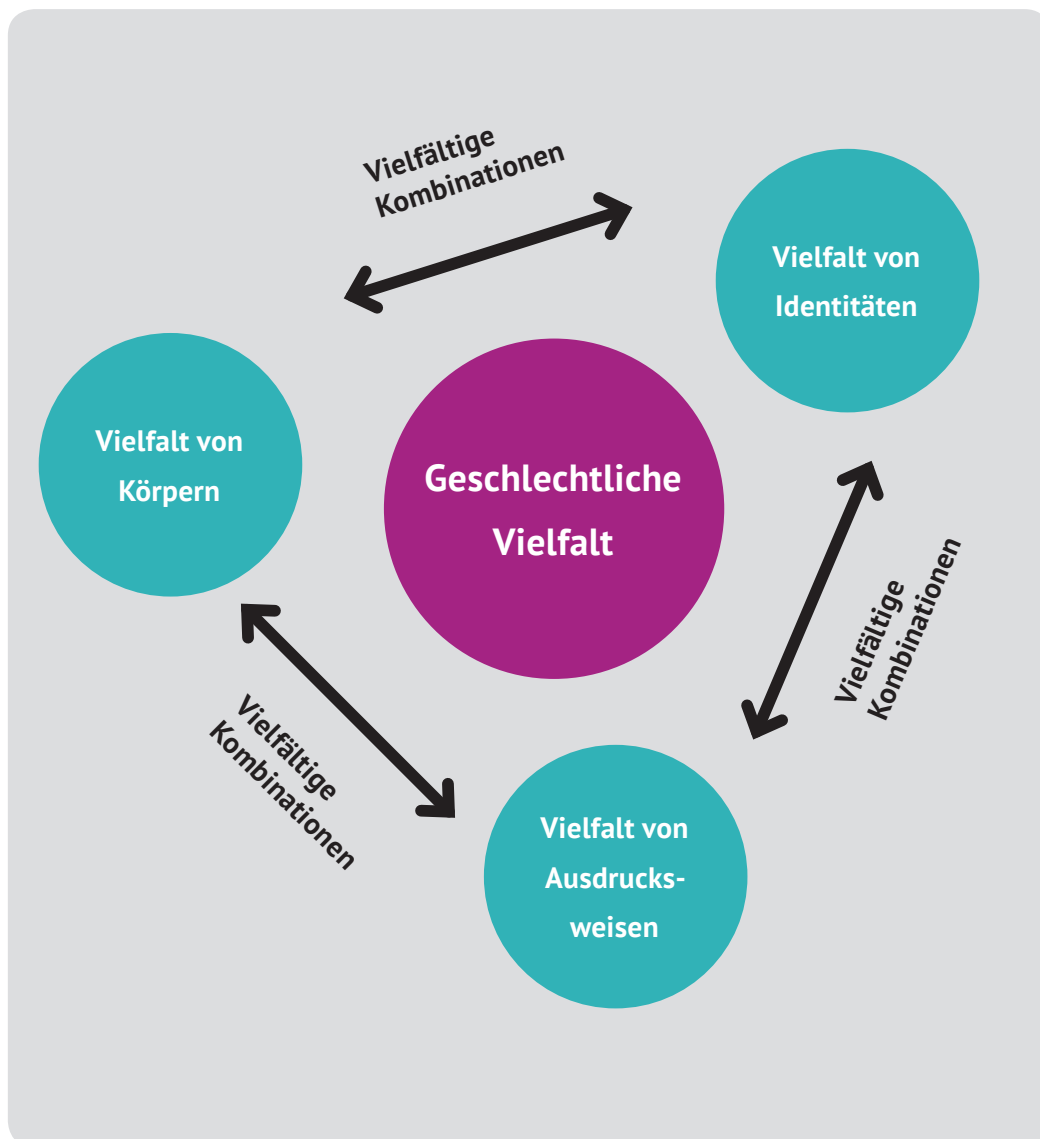 Vielfältige
Kombinationen
Vielfalt von
Identitäten
Vielfalt von
Körpern
Geschlechtliche
Vielfalt
Vielfältige
Kombinationen
Vielfältige
Kombinationen
Vielfalt von
Ausdrucks-
weisen